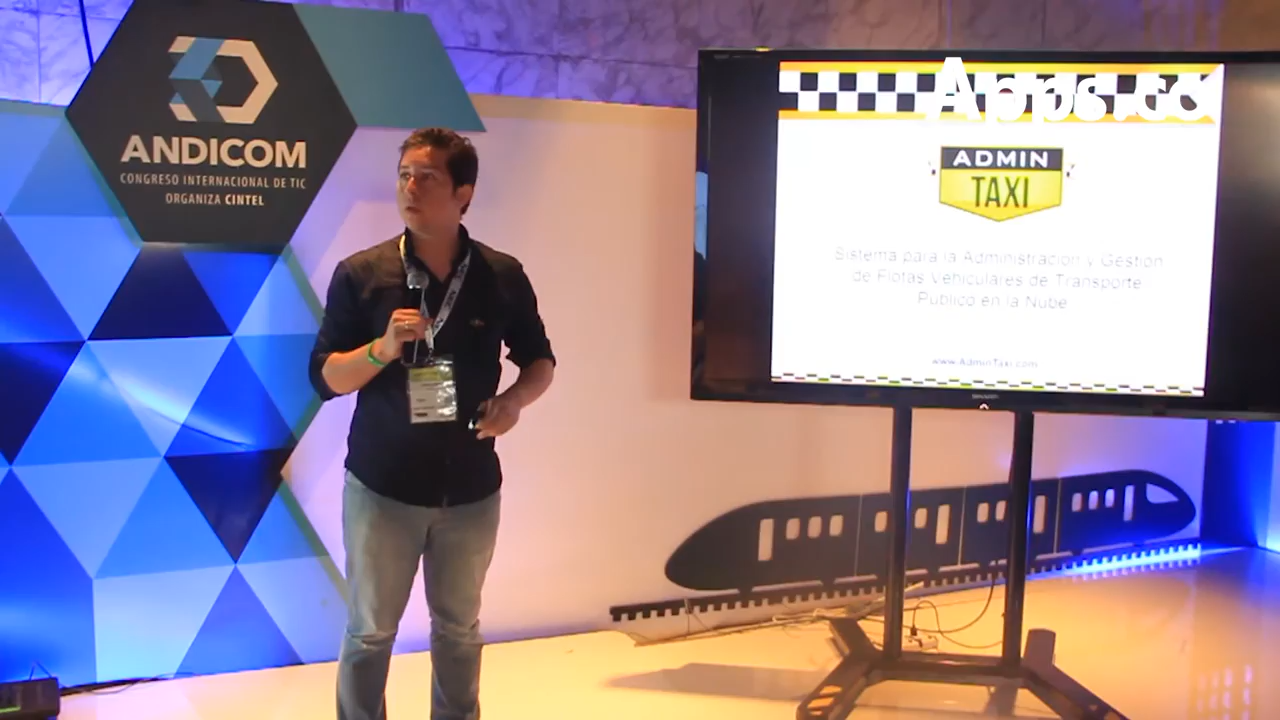 ANDICOM
CONGRESO INTERNACIONAL DE TIC
ORGANIZA CINTEL
Apps.co
ADMIN
TAXI
Sistema para la Administración y Gestión
de Flotas Vehiculares de Transporte
Público en la Nube
www.AdminTaxi.com
SHARP